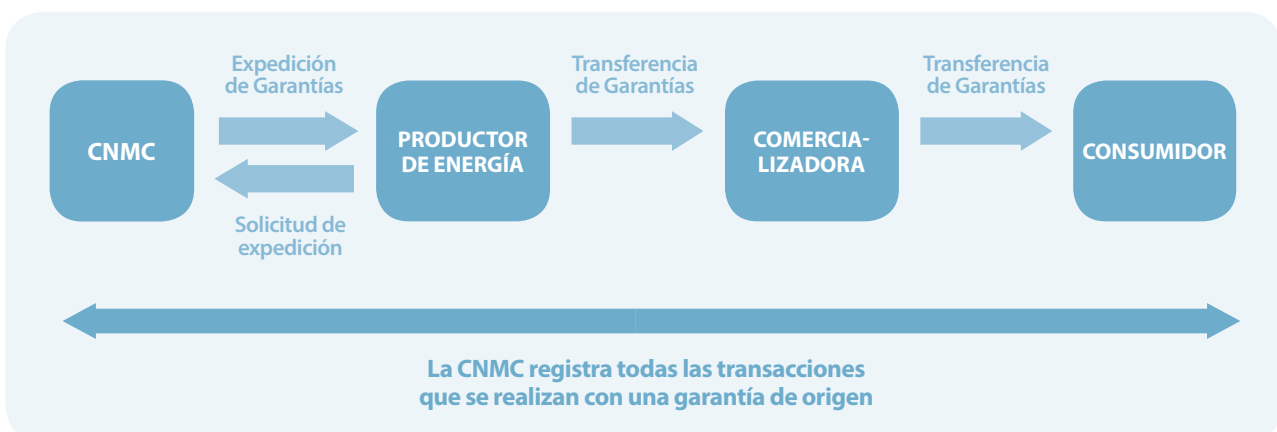 Expedición
de Garantías
Transferencia
de Garantías
Transferencia
de Garantías
CNMC
PRODUCTOR
DE ENERGÍA
COMERCIA-
LIZADORA
CONSUMIDOR
Solicitud de
expedición
La CNMC registra todas las transacciones
que se realizan con una garantía de origen